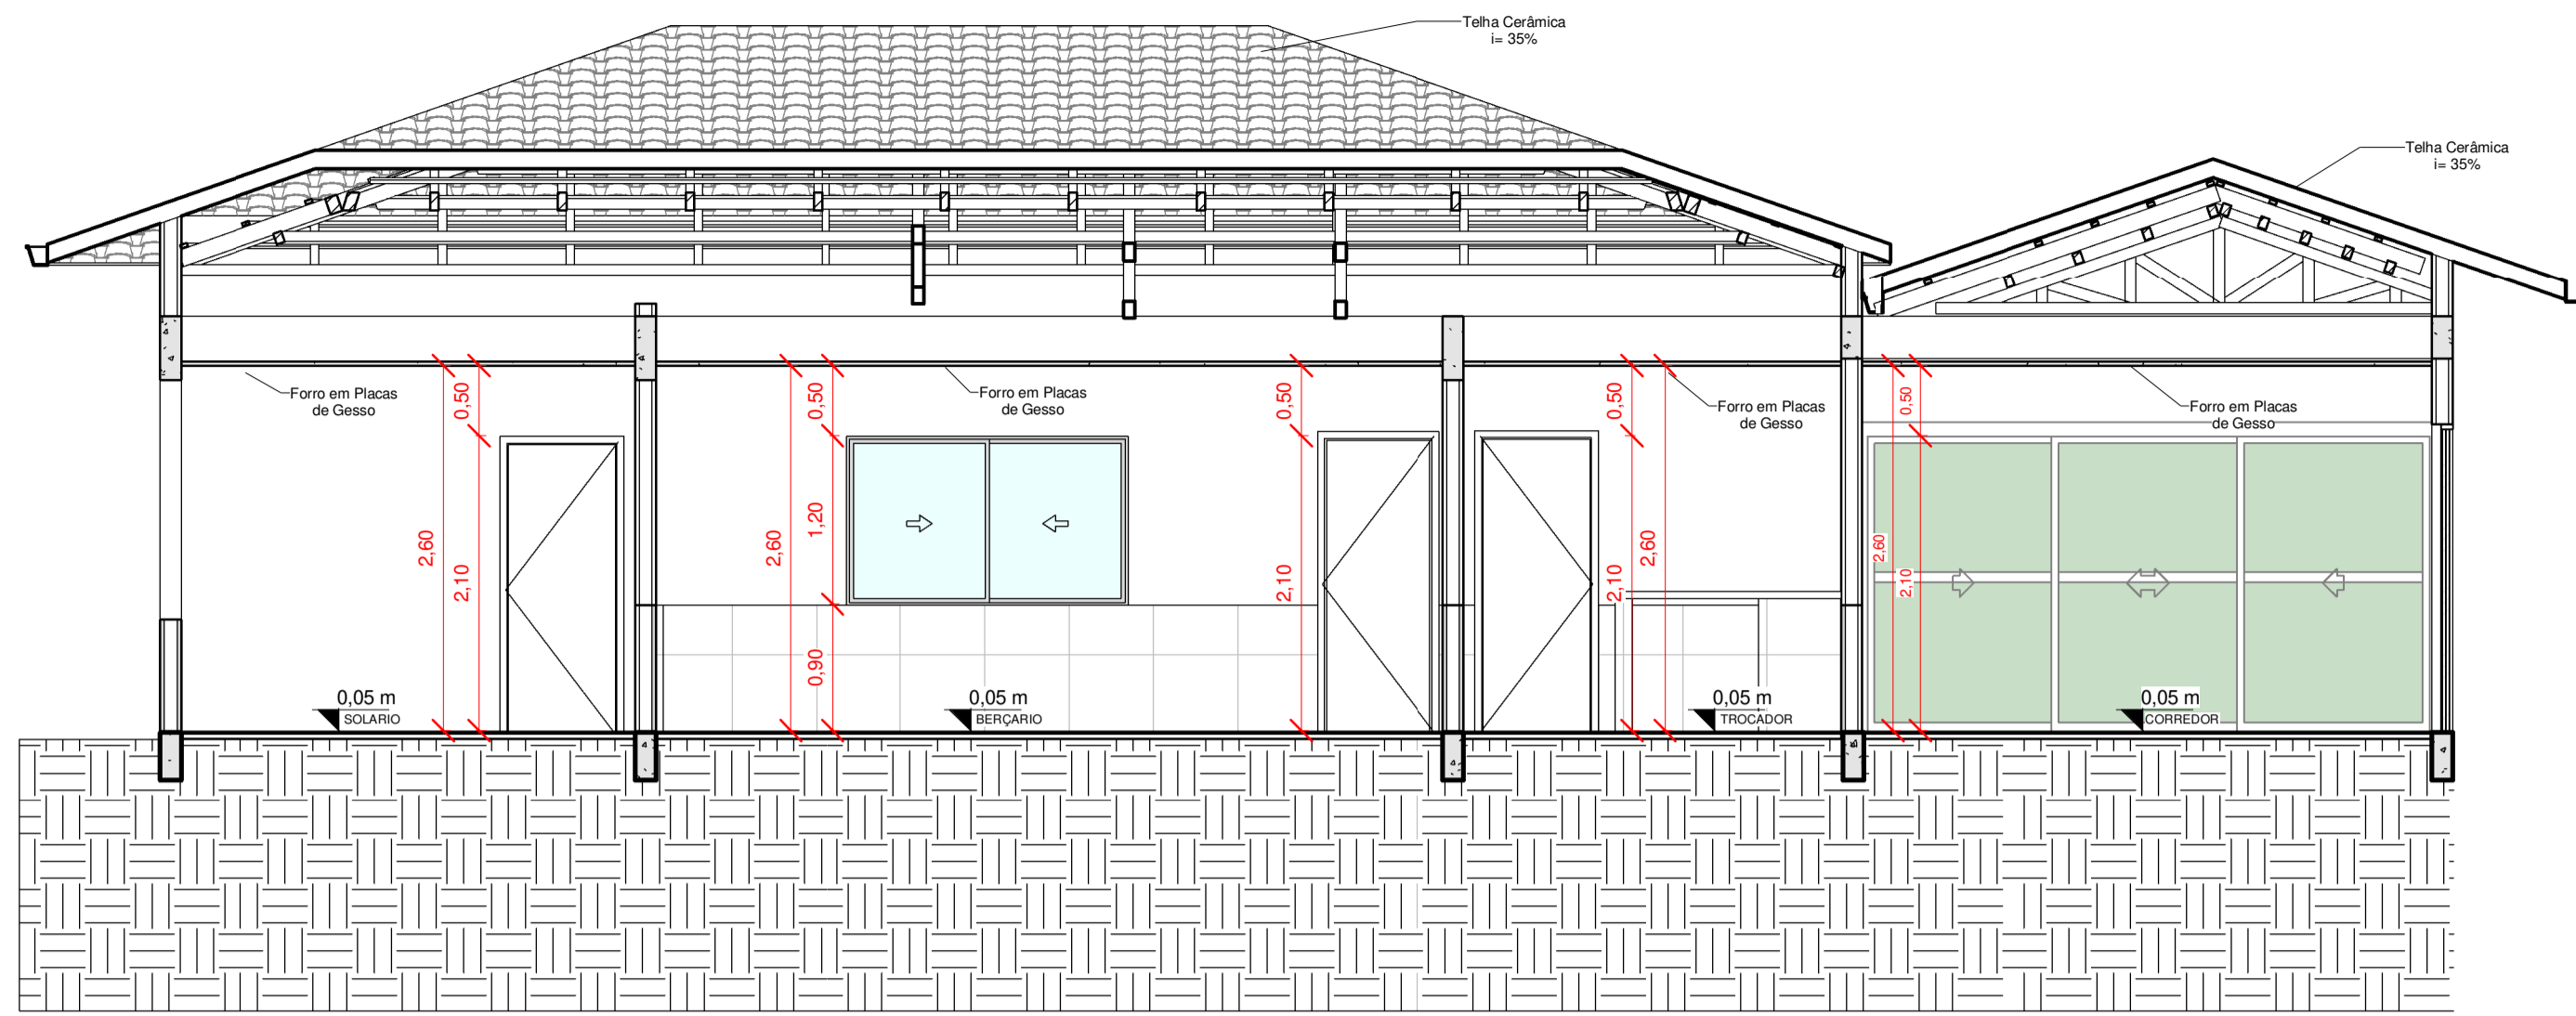 Telha Cerâmica
i= 35%
Telha Cerâmica
i= 35%
Forro em Placas
de Gesso
Forro em Placas
de Gesso
Forro em Placas
de Gesso
Forro em Placas
de Gesso
0,50
2,60
2,10
0,50
2,60
1,20
0,90
0,50
2,10
0,50
2,60
2,10
0,50
2,60
2,10
0,05 m
SOLARIO
0,05 m
BERÇARIO
0,05 m
TROCADOR
0,05 m
CORREDOR